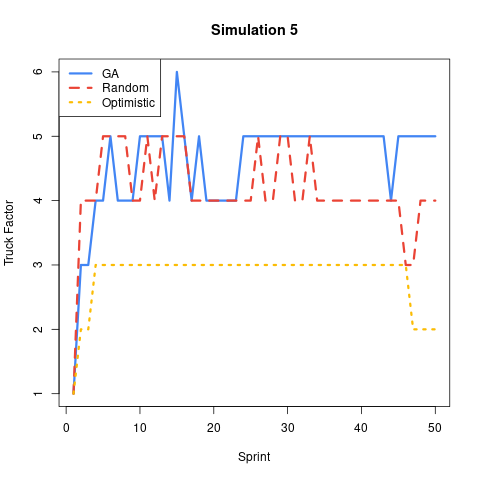 Simulation 5
GA
Random
Optimistic
Truck Factor
6
5
4
3
2
1
0 10 20 30 40 50
Sprint